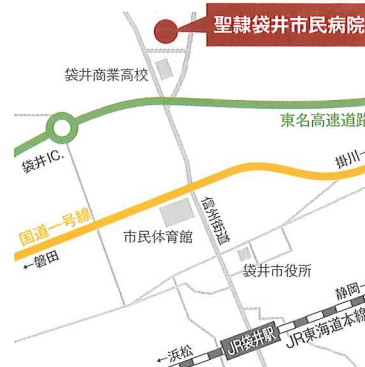 聖隷袋井市民病院
袋井商業高校
東名高速道路
袋井IC.
掛川→
国道一号線
信州街道
市民体育館
←磐田
袋井市役所
静岡→
JR袋井駅
JR東海道本線
←浜松